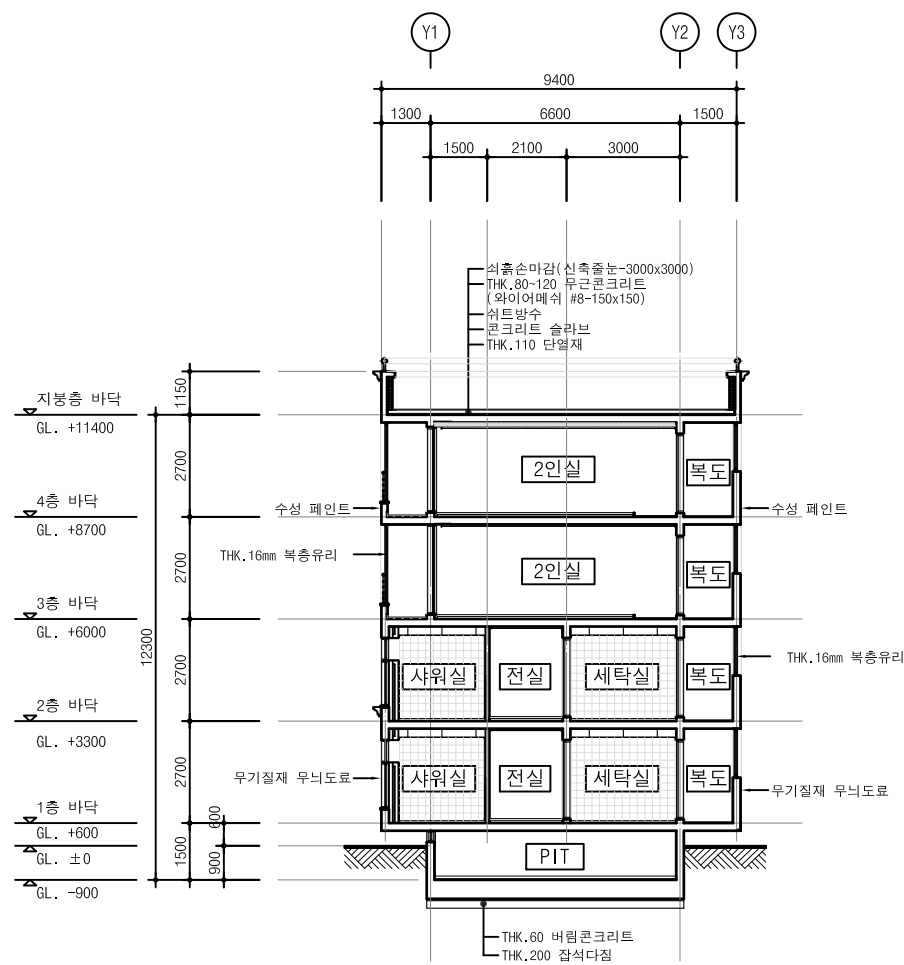 Y1
Y2
Y3
9400
1300
6600
1500
1500
2100
3000
쇠흙손마감(신축줄눈-3000x3000)
THK.80~120 무근콘크리트
(와이어메쉬 #8-150x150)
쉬트방수
콘크리트 슬라브
THK.110 단열재
1150
지붕층 바닥
GL. +11400
2700
2인실
복도
4층 바닥
GL. +8700
수성 페인트
수성 페인트
THK.16mm 복층유리
2700
2인실
복도
3층 바닥
GL. +6000
12300
THK.16mm 복층유리
2700
샤워실
전실
세탁실
복도
2층 바닥
GL. +3300
2700
무기질재 무늬도료
샤워실
전실
세탁실
복도
무기질재 무늬도료
1층 바닥
GL. +600
600
GL. ±0
1500
900
PIT
GL. -900
THK.60 버림콘크리트
THK.200 잡석다짐